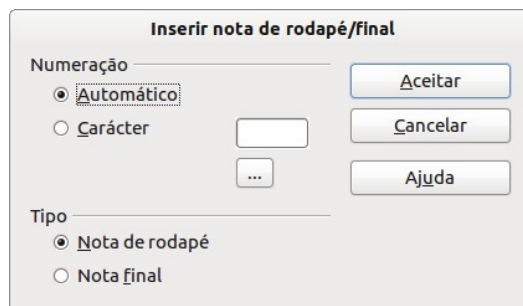 Inserir nota de rodapé/final
Numeração
Automático
Carácter
...
Tipo
Nota de rodapé
Nota final
Aceitar
Cancelar
Ajuda